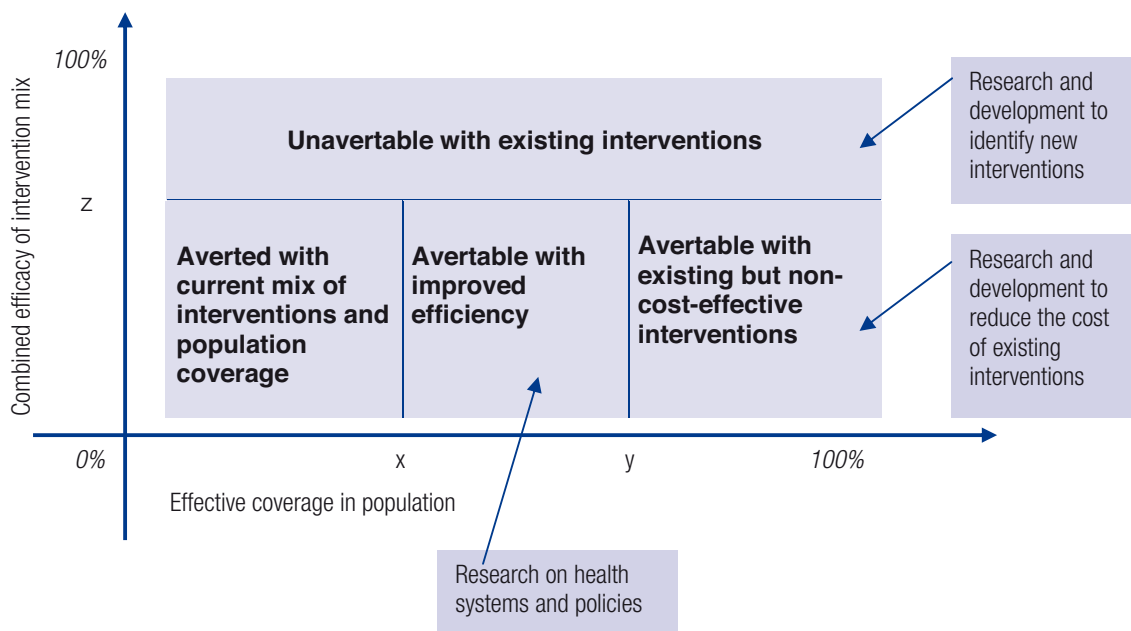 Combined efficacy of intervention mix
100%
Unavertable with existing interventions
Research and
development to
identify new
interventions
z
Averted with
current mix of
interventions and
population
coverage
Avertable with
improved
efficiency
Avertable with
existing but non-
cost-effective
interventions
Research and
development to
reduce the cost
of existing
interventions
0%
x
y
100%
Effective coverage in population
Research on health
systems and policies